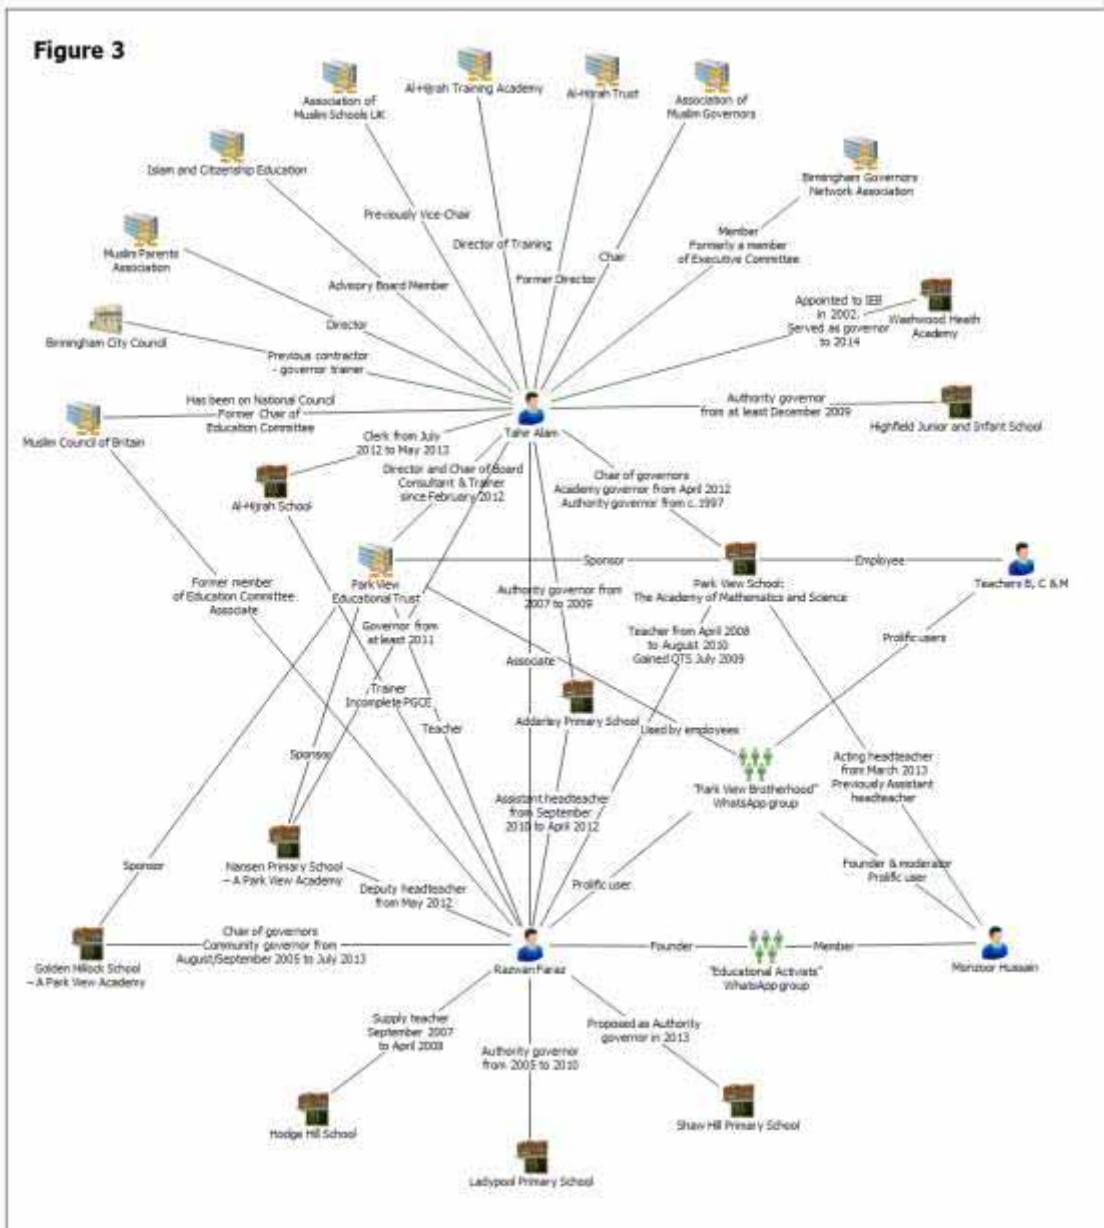 Figure 3
Association of
Muslim Schools UK
Al-Hijrah Training Academy
Al-Hijrah Trust
Association of
Muslim Governors
Islam and Citizenship Education
Birmingham Governors
Network Association
Previously Vice-Chair
Director of Training
Former Director
Chair
Member
Formerly a member
of Executive Committee
Muslim Parents
Association
Advisory Board Member
Director
Appointed to IEB
in 2002.
Served as governor
to 2014
Washwood Heath
Academy
Birmingham City Council
Previous contractor
- governor trainer
Has been on National Council
Former Chair of
Education Committee
Muslim Council of Britain
Tahir Alam
Authority governor
from at least December 2009
Highfield Junior and Infant School
Clerk from July
2012 to May 2013
Al-Hijrah School
Director and Chair of Board
Consultant & Trainer
since February 2012
Chair of governors
Academy governor from April 2012
Authority governor from c.1997
Park View
Educational Trust
Sponsor
Park View School:
The Academy of Mathematics and Science
Employee
Teachers B, C & M
Former member
of Education Committee
Associate
Governor from
at least 2011
Authority governor from
2007 to 2009
Teacher from April 2008
to August 2010
Gained QTS July 2009
Prolific users
Associate
Trainer
Incomplete PGCE
Teacher
Adderley Primary School
Used by employees
Sponsor
"Park View Brotherhood"
WhatsApp group
Acting headteacher
from March 2013
Previously Assistant
headteacher
Assistant headteacher
from September
2010 to April 2012
Sponsor
Nansen Primary School
– A Park View Academy
Deputy headteacher
from May 2012
Prolific user
Founder & moderator
Prolific user
Golden Hillock School
– A Park View Academy
Chair of governors
Community governor from
August/September 2005 to July 2013
Razwan Faraz
Founder
"Educational Activists"
WhatsApp group
Member
Monzoor Hussain
Supply teacher
September 2007
to April 2008
Authority governor
from 2005 to 2010
Proposed as Authority
governor in 2013
Hodge Hill School
Ladypool Primary School
Shaw Hill Primary School